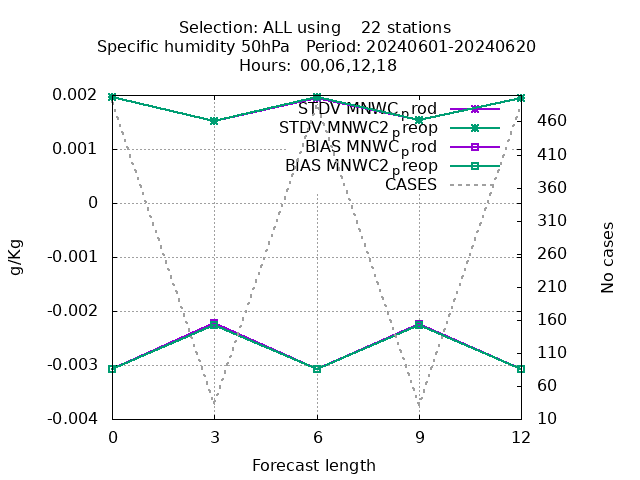 Selection: ALL using    22 stations
Specific humidity 50hPa   Period: 20240601-20240620
Hours:  00,06,12,18
STDV MNWC_prod
STDV MNWC2_preop
BIAS MNWC_prod
BIAS MNWC2_preop
CASES
0.002
0.001
0
-0.001
-0.002
-0.003
-0.004
460
410
360
310
260
210
160
110
60
10
g/Kg
No cases
0 3 6 9 12
Forecast length